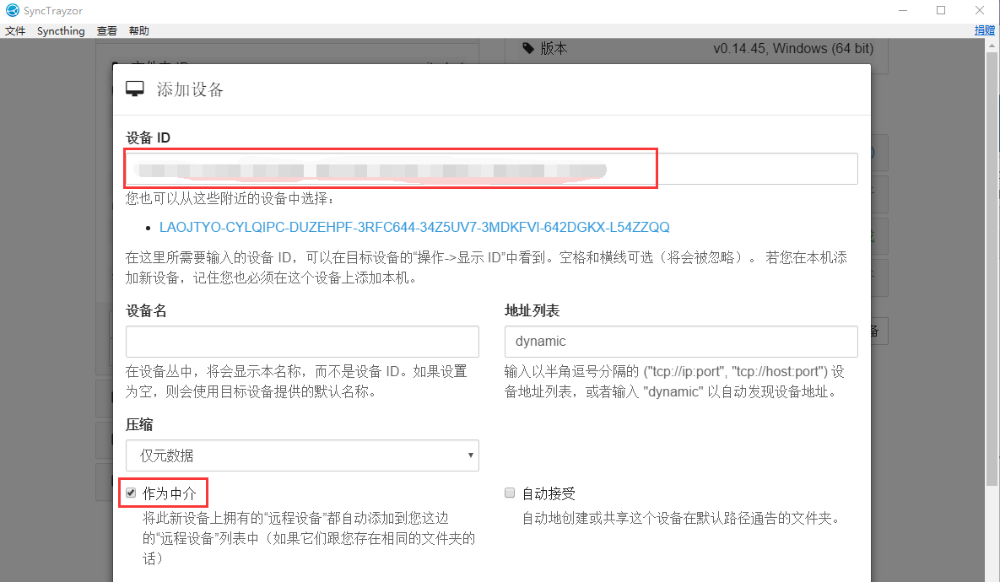 SyncTrayzor
文件 Syncthing 查看 帮助 捐赠
版本 v0.14.45, Windows (64 bit)
添加设备
设备 ID
您也可以从这些附近的设备中选择：
LAOJTYO-CYLQIPC-DUZEHPF-3RFC644-34Z5UV7-3MDKFVI-642DGKX-L54ZZQQ
在这里所需要输入的设备 ID，可以在目标设备的“操作->显示 ID”中看到。空格和横线可选（将会被忽略）。 若您在本机添
加新设备，记住您也必须在这个设备上添加本机。
设备名 地址列表
dynamic
在设备丛中，将会显示本名称，而不是设备 ID。如果设置
为空，则会使用目标设备提供的默认名称。
输入以半角逗号分隔的 ("tcp://ip:port", "tcp://host:port") 设
备地址列表，或者输入 "dynamic" 以自动发现设备地址。
压缩
仅元数据
作为中介
将此新设备上拥有的“远程设备”都自动添加到您这边
的“远程设备”列表中（如果它们跟您存在相同的文件夹的
话）
自动接受
自动地创建或共享这个设备在默认路径通告的文件夹。